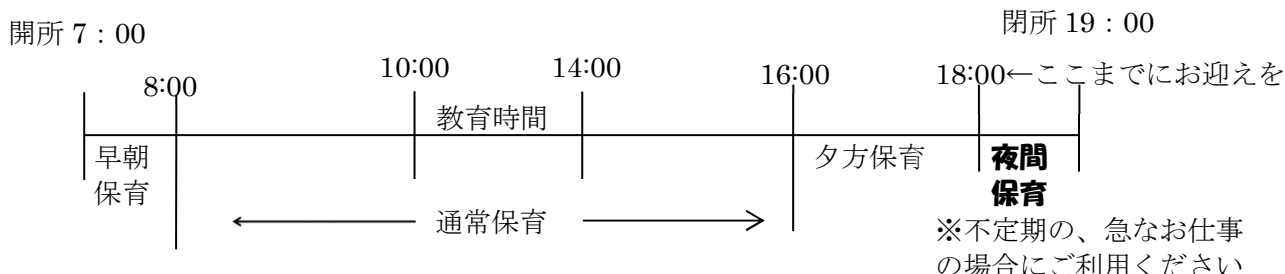 開所 7：00
閉所 19：00
8:00
10:00
14:00
16:00
18:00←ここまでにお迎えを
教育時間
早朝
保育
夕方保育
夜間
保育
通常保育
※不定期の、急なお仕事
の場合にご利用ください